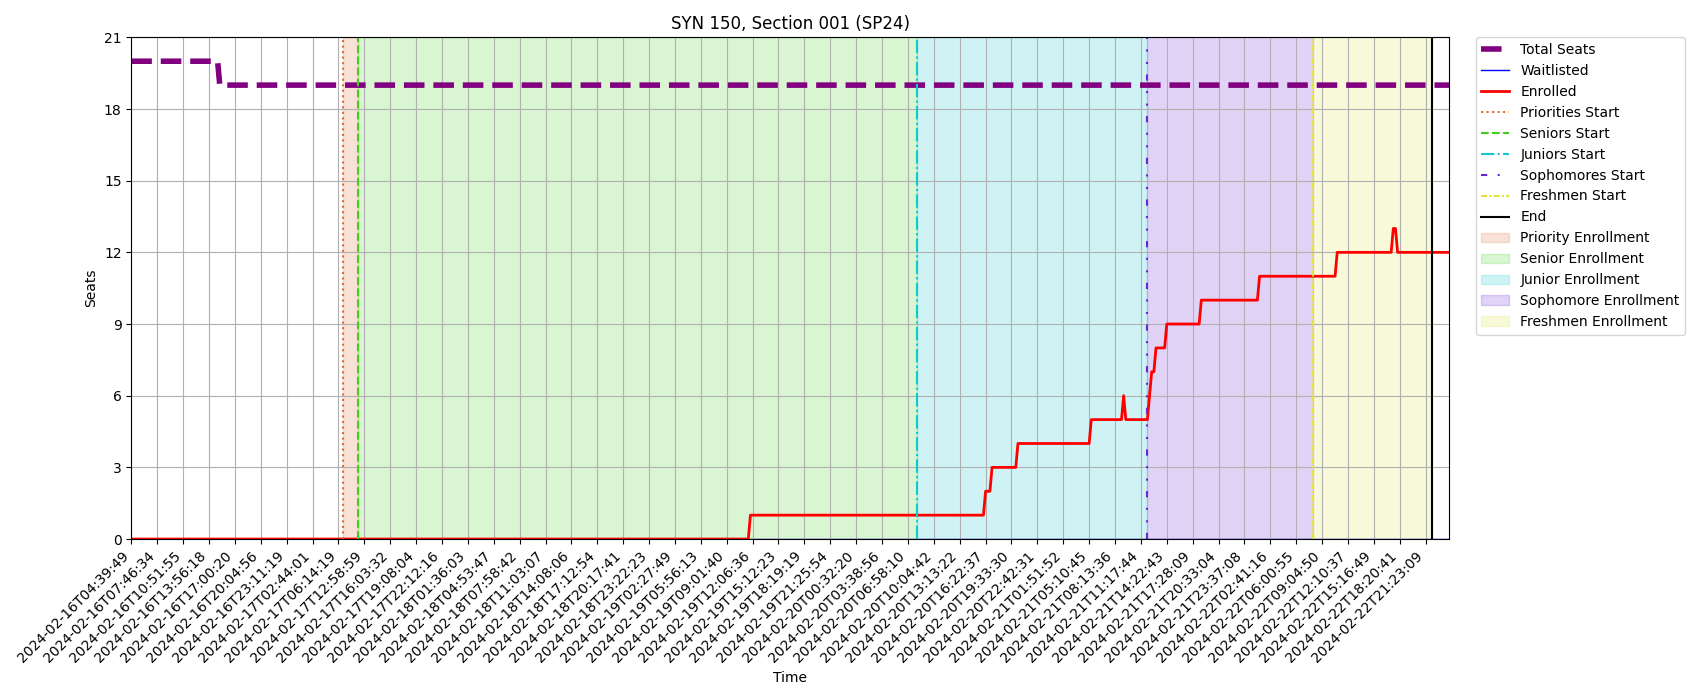 SYN 150, Section 001 (SP24)
21
18
15
12
9
6
3
0
Seats
2024-02-16T04:39:49
2024-02-16T07:46:34
2024-02-16T10:51:55
2024-02-16T13:56:18
2024-02-16T17:00:20
2024-02-16T20:04:56
2024-02-16T23:11:19
2024-02-17T02:44:01
2024-02-17T06:14:19
2024-02-17T12:58:59
2024-02-17T16:03:32
2024-02-17T19:08:04
2024-02-17T22:12:16
2024-02-18T01:36:03
2024-02-18T04:53:47
2024-02-18T07:58:42
2024-02-18T11:03:07
2024-02-18T14:08:06
2024-02-18T17:12:54
2024-02-18T20:17:41
2024-02-18T23:22:23
2024-02-19T02:27:49
2024-02-19T05:56:13
2024-02-19T09:01:40
2024-02-19T12:06:36
2024-02-19T15:12:23
2024-02-19T18:19:19
2024-02-19T21:25:54
2024-02-20T00:32:20
2024-02-20T03:38:56
2024-02-20T06:58:10
2024-02-20T10:04:42
2024-02-20T13:13:22
2024-02-20T16:22:37
2024-02-20T19:33:30
2024-02-20T22:42:31
2024-02-21T01:51:52
2024-02-21T05:10:45
2024-02-21T08:13:36
2024-02-21T11:17:44
2024-02-21T14:22:43
2024-02-21T17:28:09
2024-02-21T20:33:04
2024-02-21T23:37:08
2024-02-22T02:41:16
2024-02-22T06:00:55
2024-02-22T09:04:50
2024-02-22T12:10:37
2024-02-22T15:16:49
2024-02-22T18:20:41
2024-02-22T21:23:09
Time
Total Seats
Waitlisted
Enrolled
Priorities Start
Seniors Start
Juniors Start
Sophomores Start
Freshmen Start
End
Priority Enrollment
Senior Enrollment
Junior Enrollment
Sophomore Enrollment
Freshmen Enrollment